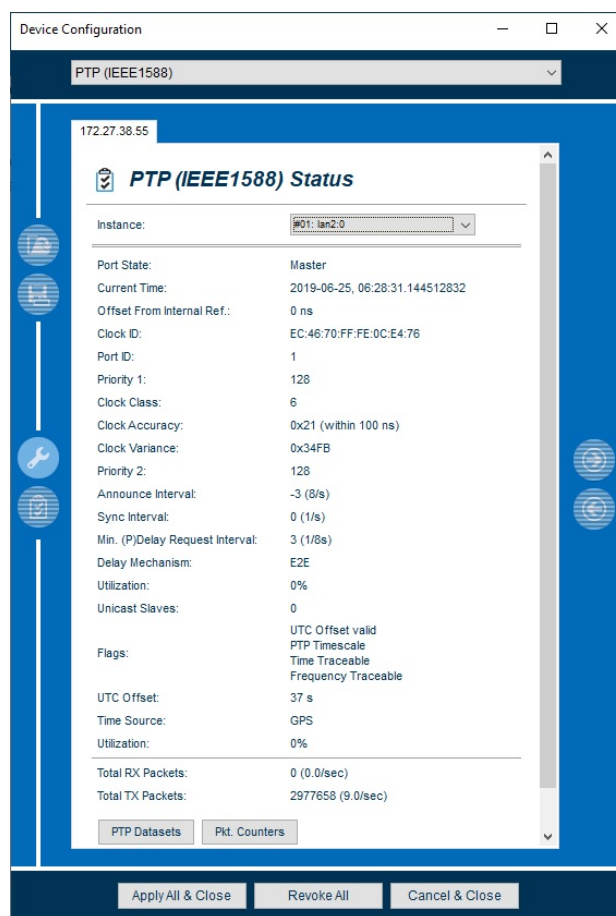 Device Configuration
PTP (IEEE1588)
172.27.38.55
PTP (IEEE1588) Status
Instance: #01: lan2:0
Port State: Master
Current Time: 2019-06-25, 06:28:31.144512832
Offset From Internal Ref.: 0 ns
Clock ID: EC:46:70:FF:FE:0C:E4:76
Port ID: 1
Priority 1: 128
Clock Class: 6
Clock Accuracy: 0x21 (within 100 ns)
Clock Variance: 0x34FB
Priority 2: 128
Announce Interval: -3 (8/s)
Sync Interval: 0 (1/s)
Min. (P)Delay Request Interval: 3 (1/8s)
Delay Mechanism: E2E
Utilization: 0%
Unicast Slaves: 0
Flags: UTC Offset valid
PTP Timescale
Time Traceable
Frequency Traceable
UTC Offset: 37 s
Time Source: GPS
Utilization: 0%
Total RX Packets: 0 (0.0/sec)
Total TX Packets: 2977658 (9.0/sec)
PTP Datasets Pkt. Counters
Apply All & Close Revoke All Cancel & Close